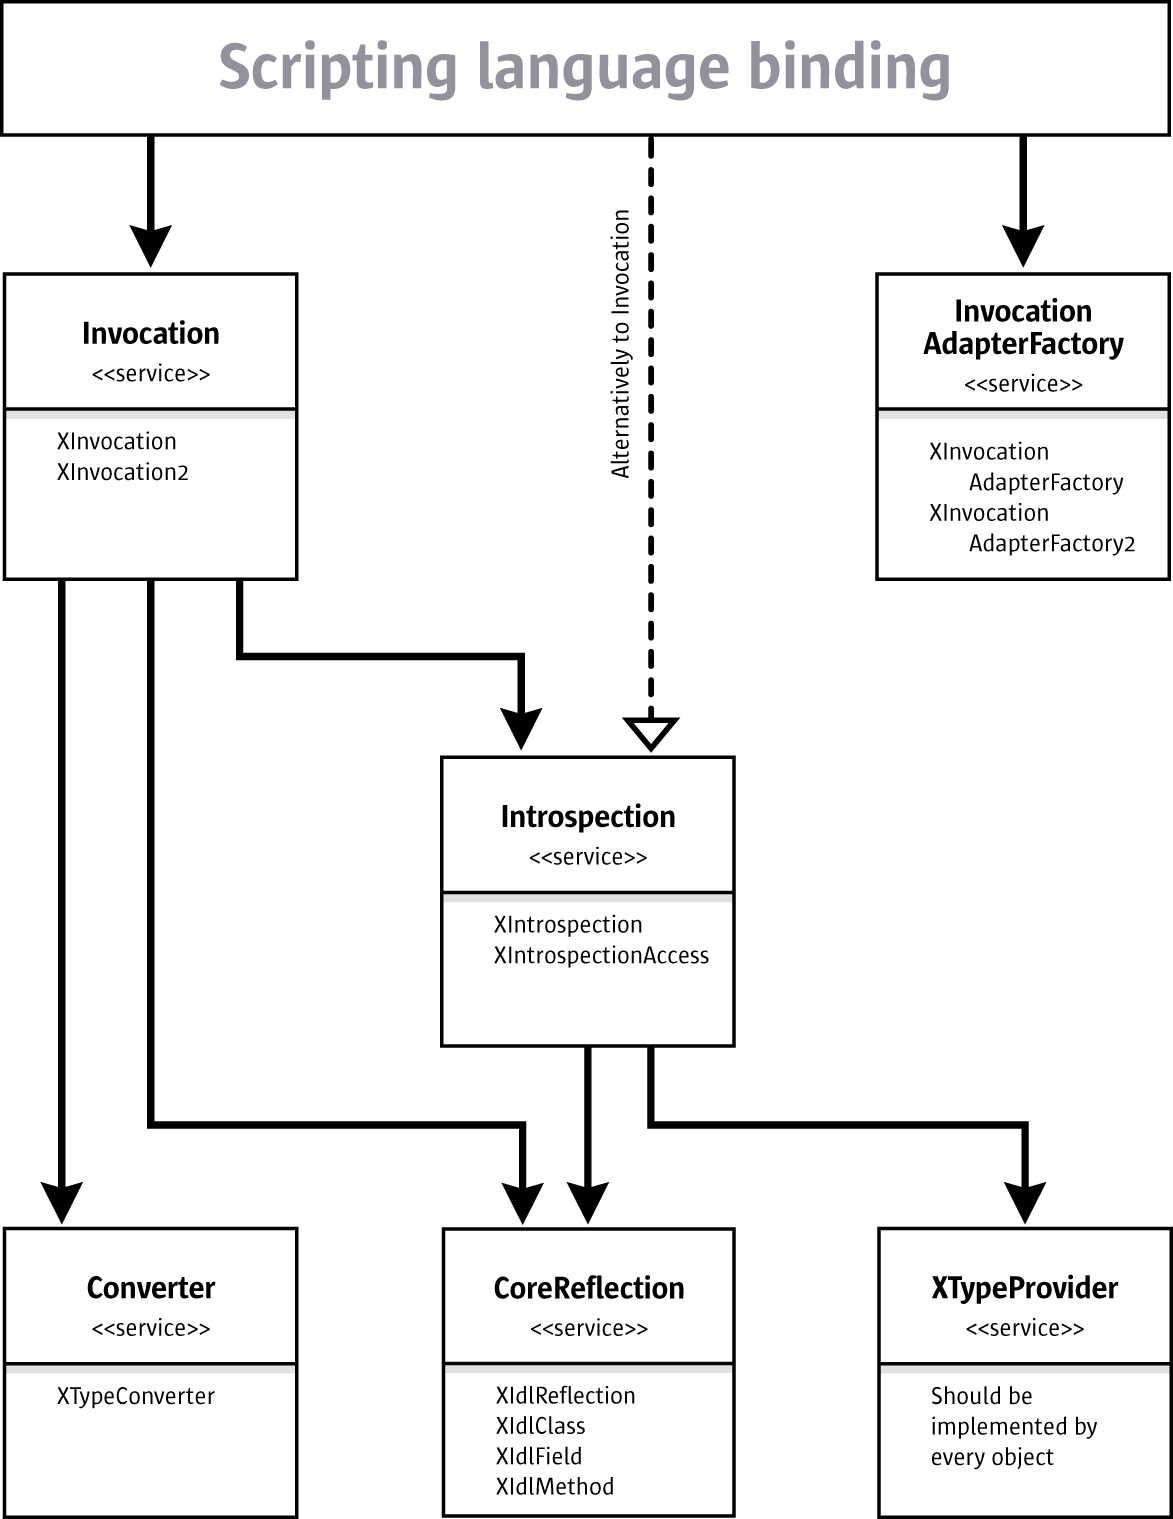 Scripting language binding
Alternatively to Invocation
Invocation
<<service>>
XInvocation
XInvocation2
Invocation
AdapterFactory
<<service>>
XInvocation
AdapterFactory
XInvocation
AdapterFactory2
Introspection
<<service>>
XIntrospection
XIntrospectionAccess
Converter
<<service>>
XTypeConverter
CoreReflection
<<service>>
XIdlReflection
XIdlClass
XIdlField
XIdlMethod
XTypeProvider
<<service>>
Should be
implemented by
every object